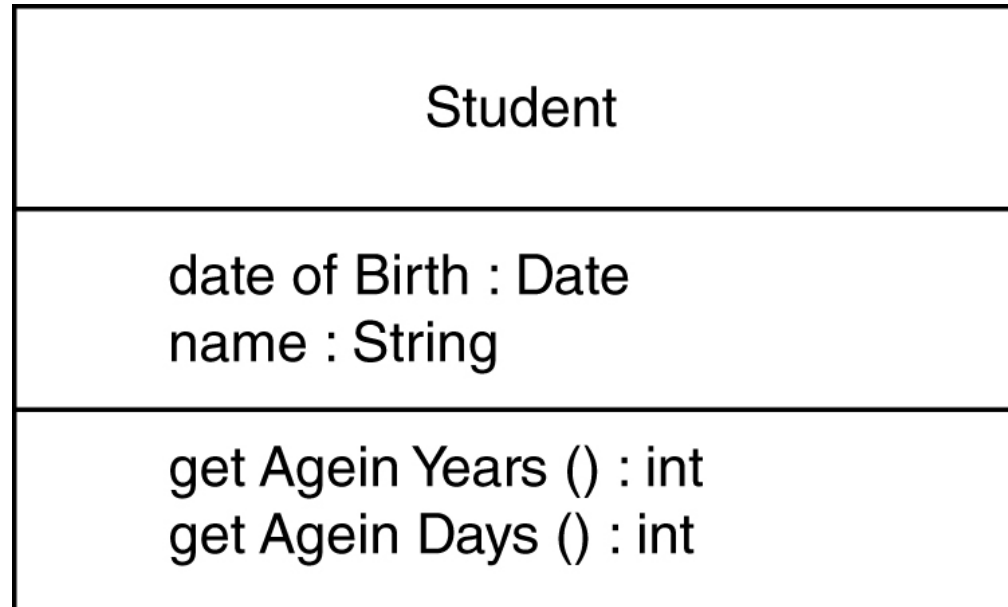 Student
date of Birth : Date
name : String
get Agein Years () : int
get Agein Days () : int